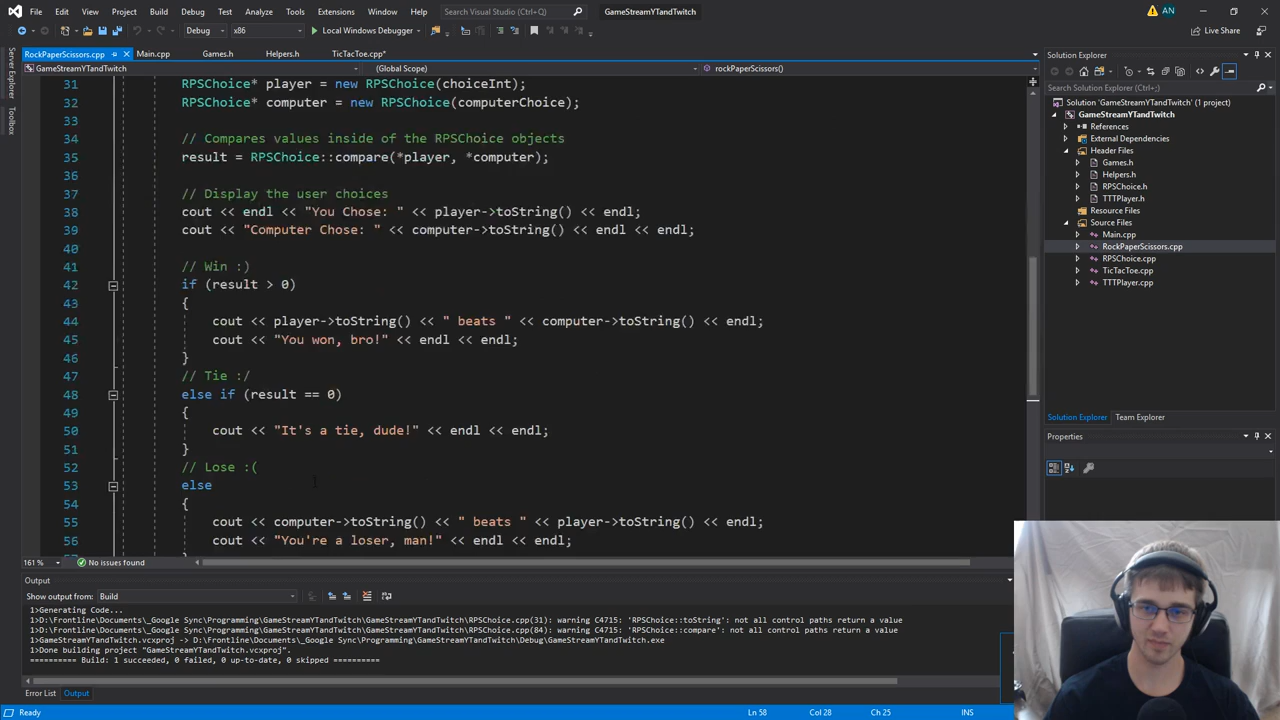 File Edit View Project Build Debug Test Analyze Tools Extensions Window Help Search Visual Studio GameStreamYTandTwitch AN
Debug x86 Local Windows Debugger Live Share
RockPaperScissors.cpp Main.cpp Games.h Helpers.h TicTacToe.cpp*
GameStreamYTandTwitch (Global Scope) rockPaperScissors()
Server Explorer
Toolbox
31 RPSChoice* player = new RPSChoice(choiceInt);
32 RPSChoice* computer = new RPSChoice(computerChoice);
33
34 // Compares values inside of the RPSChoice objects
35 result = RPSChoice::compare(*player, *computer);
36
37 // Display the user choices
38 cout << endl << "You Chose: " << player->toString() << endl;
39 cout << "Computer Chose: " << computer->toString() << endl << endl;
40
41 // Win :)
42 if (result > 0)
43 {
44 cout << player->toString() << " beats " << computer->toString() << endl;
45 cout << "You won, bro!" << endl << endl;
46 }
47 // Tie :/
48 else if (result == 0)
49 {
50 cout << "It's a tie, dude!" << endl << endl;
51 }
52 // Lose :(
53 else
54 {
55 cout << computer->toString() << " beats " << player->toString() << endl;
56 cout << "You're a loser, man!" << endl << endl;
57 }
161 % No issues found
Output
Show output from: Build
1>Generating Code...
1>D:\Frontline\Documents\_Google Sync\Programming\GameStreamYTandTwitch\GameStreamYTandTwitch\RPSChoice.cpp(31): warning C4715: 'RPSChoice::toString': not all control paths return a value
1>D:\Frontline\Documents\_Google Sync\Programming\GameStreamYTandTwitch\GameStreamYTandTwitch\RPSChoice.cpp(84): warning C4715: 'RPSChoice::compare': not all control paths return a value
1>GameStreamYTandTwitch.vcxproj -> D:\Frontline\Documents\_Google Sync\Programming\GameStreamYTandTwitch\Debug\GameStreamYTandTwitch.exe
1>Done building project "GameStreamYTandTwitch.vcxproj".
========== Build: 1 succeeded, 0 failed, 0 up-to-date, 0 skipped ==========
Error List Output
Ready Ln 58 Col 28 Ch 25 INS
Solution Explorer
Search Solution Explorer (Ctrl+;)
Solution 'GameStreamYTandTwitch' (1 project)
GameStreamYTandTwitch
References
External Dependencies
Header Files
Games.h
Helpers.h
RPSChoice.h
TTTPlayer.h
Resource Files
Source Files
Main.cpp
RockPaperScissors.cpp
RPSChoice.cpp
TicTacToe.cpp
TTTPlayer.cpp
Solution Explorer Team Explorer
Properties